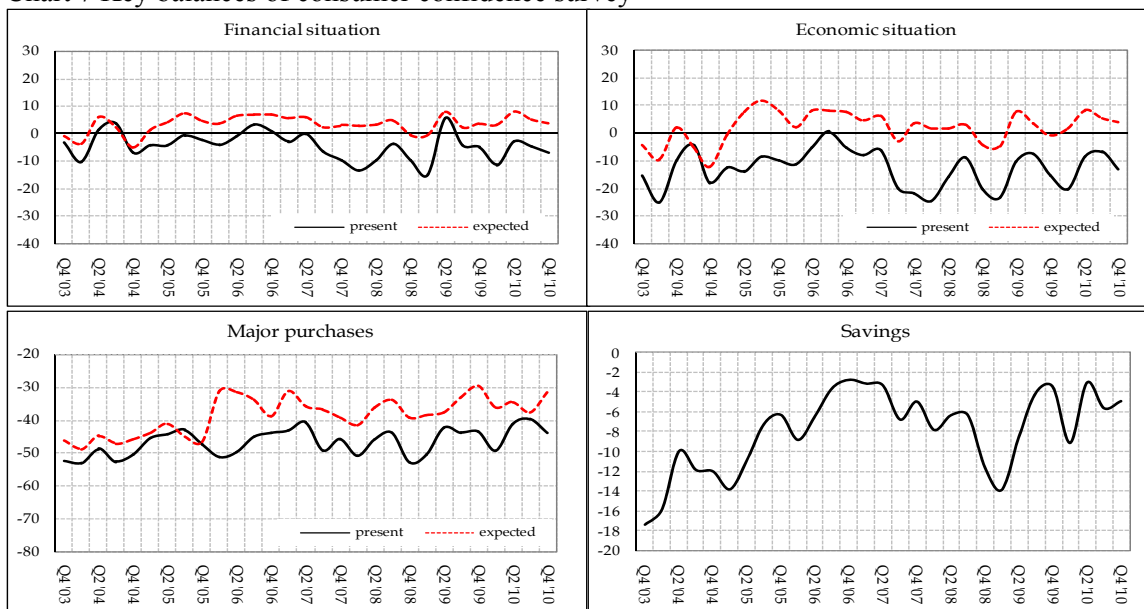 Chart 7 Key balances of consumer confidence survey
Financial situation
30
20
10
0
-10
-20
-30
-40
present
expected
Q4 '03
Q2 '04
Q4 '04
Q2 '05
Q4 '05
Q2 '06
Q4 '06
Q2 '07
Q4 '07
Q2 '08
Q4 '08
Q2 '09
Q4 '09
Q2 '10
Q4 '10
Economic situation
30
20
10
0
-10
-20
-30
-40
present
expected
Q4 '03
Q2 '04
Q4 '04
Q2 '05
Q4 '05
Q2 '06
Q4 '06
Q2 '07
Q4 '07
Q2 '08
Q4 '08
Q2 '09
Q4 '09
Q2 '10
Q4 '10
Major purchases
-20
-30
-40
-50
-60
-70
-80
present
expected
Q4 '03
Q2 '04
Q4 '04
Q2 '05
Q4 '05
Q2 '06
Q4 '06
Q2 '07
Q4 '07
Q2 '08
Q4 '08
Q2 '09
Q4 '09
Q2 '10
Q4 '10
Savings
0
-2
-4
-6
-8
-10
-12
-14
-16
-18
-20
Q4 '03
Q2 '04
Q4 '04
Q2 '05
Q4 '05
Q2 '06
Q4 '06
Q2 '07
Q4 '07
Q2 '08
Q4 '08
Q2 '09
Q4 '09
Q2 '10
Q4 '10